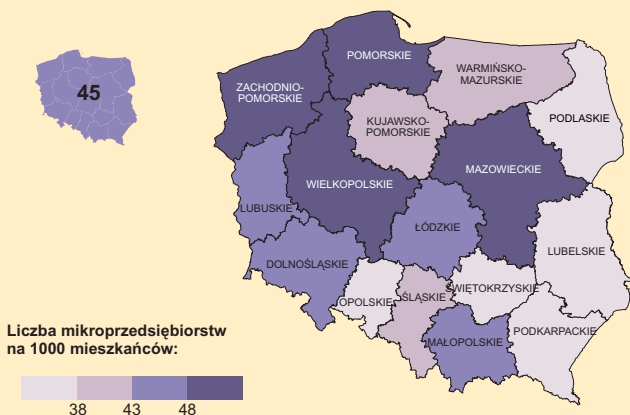 45
POMORSKIE
WARMIŃSKO-
MAZURSKIE
ZACHODNIO-
POMORSKIE
KUJAWSKO-
POMORSKIE
PODLASKIE
WIELKOPOLSKIE
MAZOWIECKIE
LUBUSKIE
ŁÓDZKIE
LUBELSKIE
DOLNOŚLĄSKIE
OPOLSKIE
ŚLĄSKIE
ŚWIĘTOKRZYSKIE
MAŁOPOLSKIE
PODKARPACKIE
Liczba mikroprzedsiębiorstw
na 1000 mieszkańców:
38 43 48